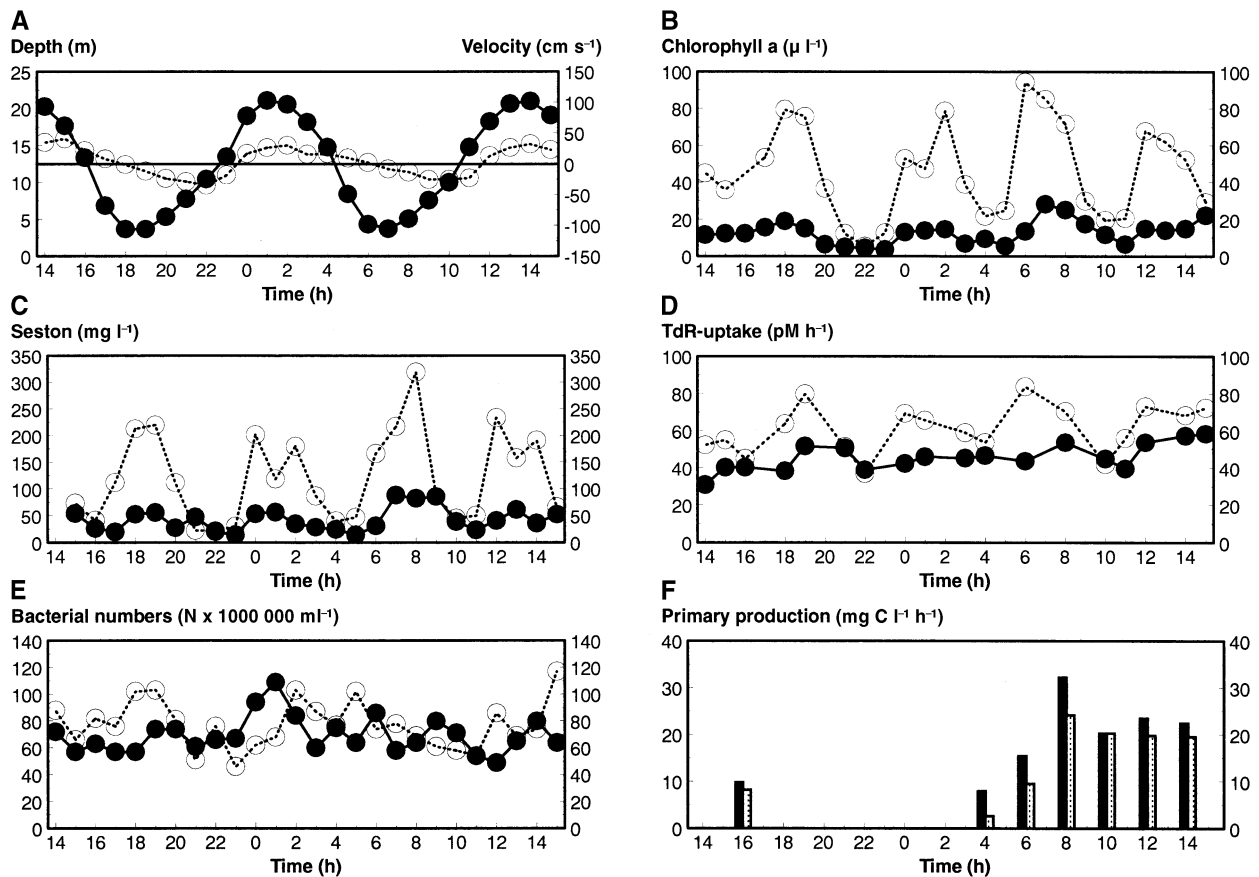 A
Depth (m) Velocity (cm s⁻¹)
25 150
20 100
15 50
10 0
5 -50
0 -100
-150
14 16 18 20 22 0 2 4 6 8 10 12 14
Time (h)
B
Chlorophyll a (µ l⁻¹)
100 100
80 80
60 60
40 40
20 20
0 0
14 16 18 20 22 0 2 4 6 8 10 12 14
Time (h)
C
Seston (mg l⁻¹)
350 350
300 300
250 250
200 200
150 150
100 100
50 50
0 0
14 16 18 20 22 0 2 4 6 8 10 12 14
Time (h)
D
TdR-uptake (pM h⁻¹)
100 100
80 80
60 60
40 40
20 20
0 0
14 16 18 20 22 0 2 4 6 8 10 12 14
Time (h)
E
Bacterial numbers (N x 1000 000 ml⁻¹)
140 140
120 120
100 100
80 80
60 60
40 40
20 20
0 0
14 16 18 20 22 0 2 4 6 8 10 12 14
Time (h)
F
Primary production (mg C l⁻¹ h⁻¹)
40 40
30 30
20 20
10 10
0 0
14 16 18 20 22 0 2 4 6 8 10 12 14
Time (h)